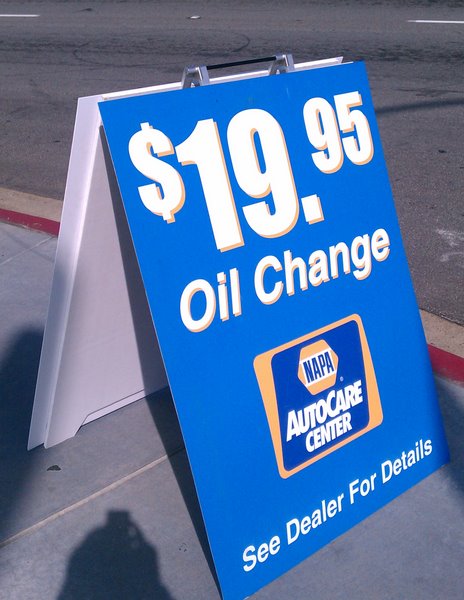 $19.95
Oil Change
NAPA
AUTOCARE
CENTER
See Dealer For Details